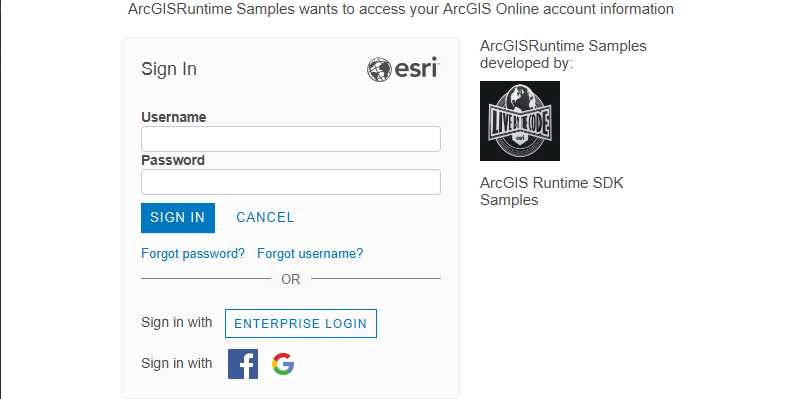 ArcGISRuntime Samples wants to access your ArcGIS Online account information
Sign In
esri
Username
Password
SIGN IN CANCEL
Forgot password? Forgot username?
OR
Sign in with ENTERPRISE LOGIN
Sign in with
ArcGISRuntime Samples
developed by:
LIVE BY THE CODE
esri
ArcGIS Runtime SDK
Samples